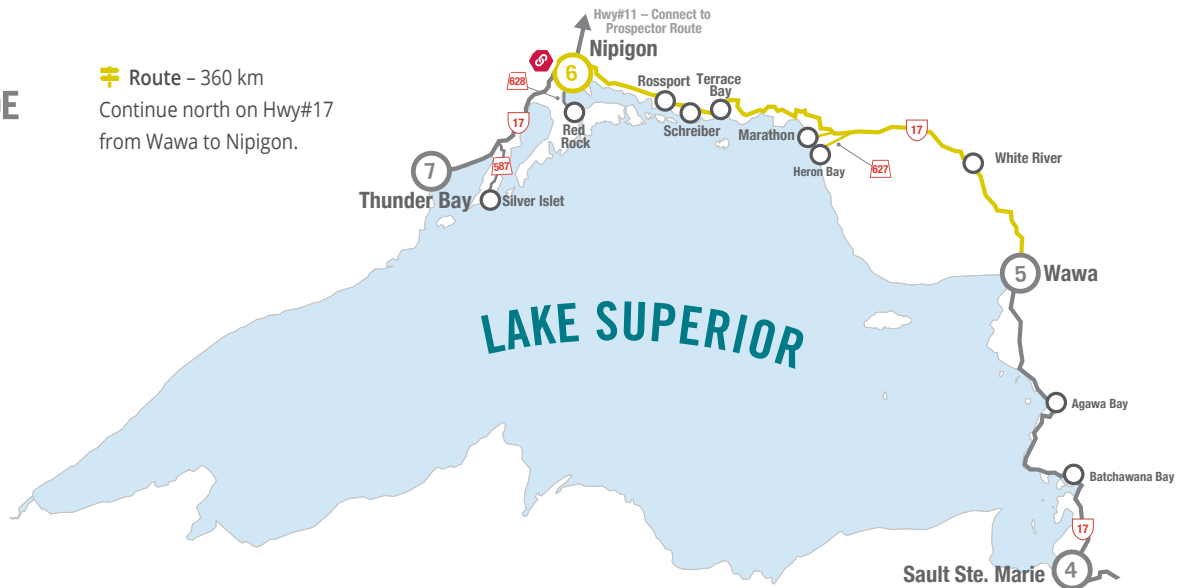 Hwy#11 – Connect to
Prospector Route
Nipigon
6
DE
Route – 360 km
Continue north on Hwy#17
from Wawa to Nipigon.
628
Rossport
Terrace
Bay
17
Red
Rock
Schreiber
Marathon
17
Heron Bay
627
White River
587
7
Thunder Bay
Silver Islet
5
Wawa
LAKE SUPERIOR
Agawa Bay
Batchawana Bay
17
Sault Ste. Marie
4